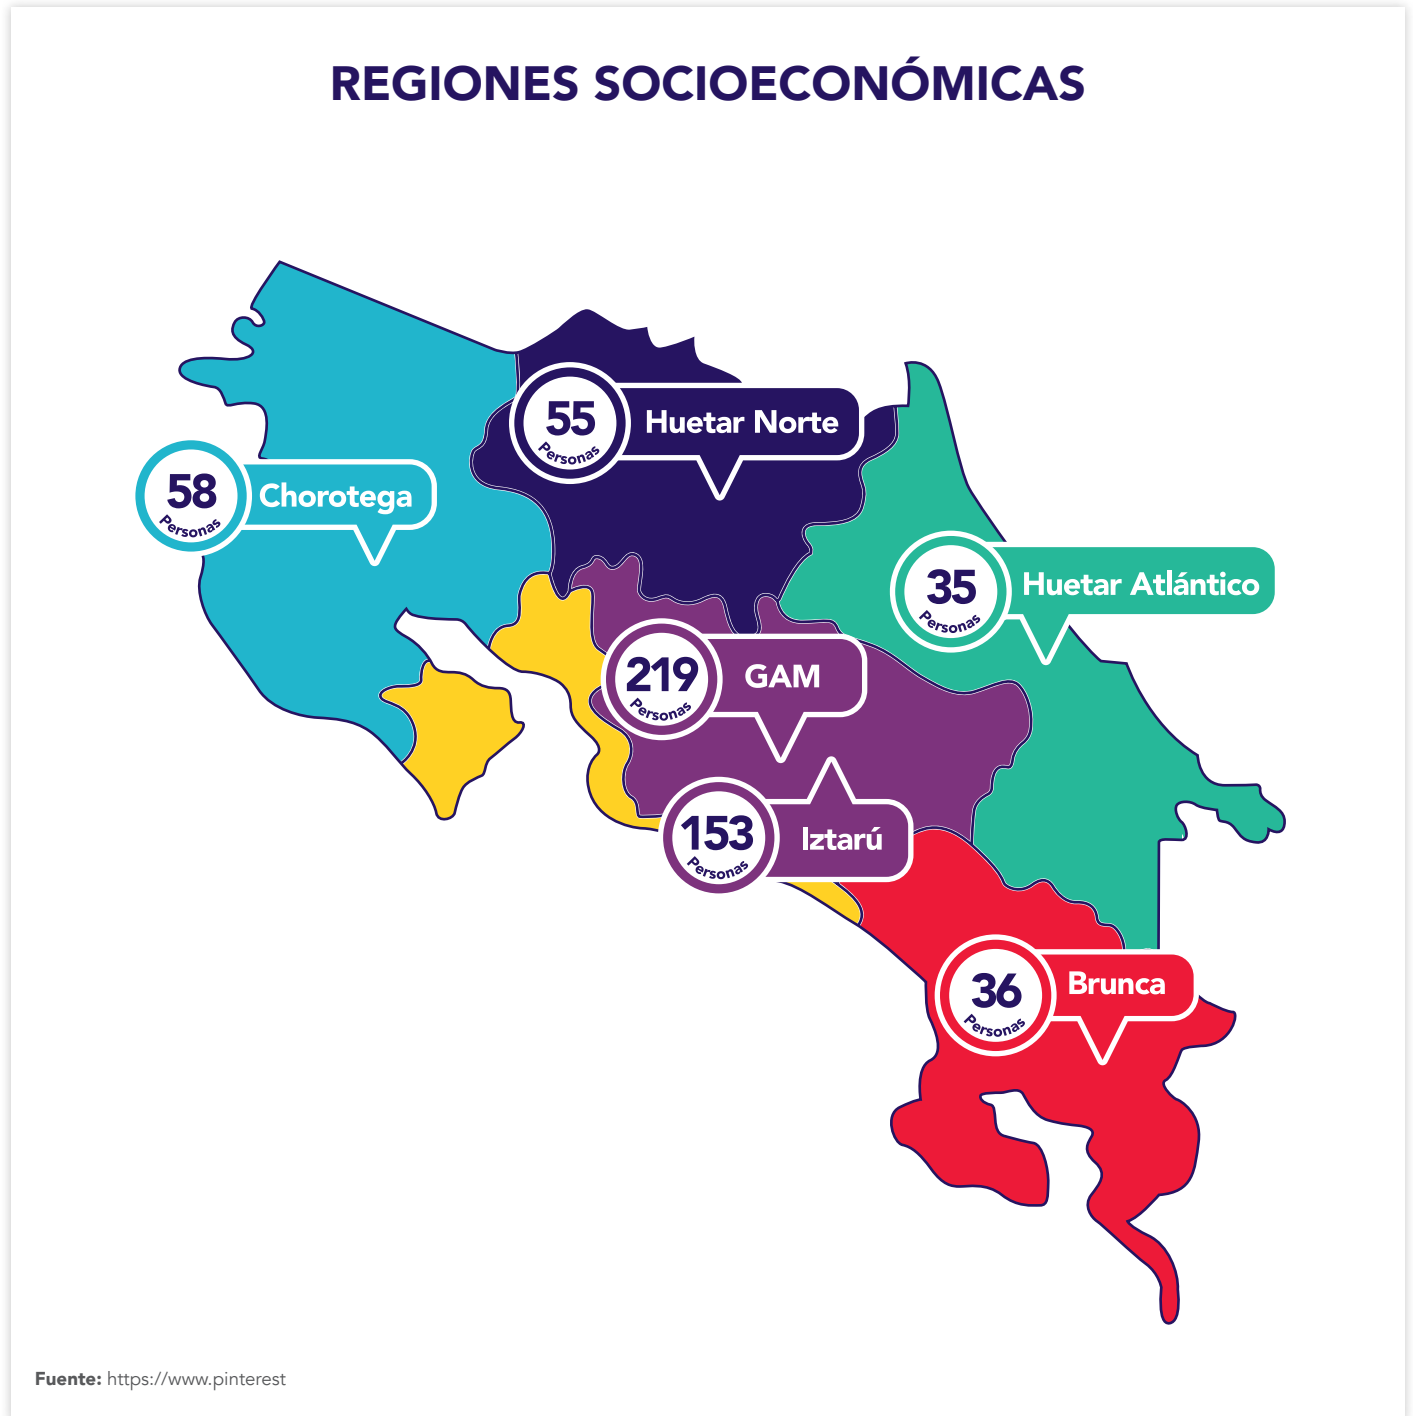 REGIONES SOCIOECONÓMICAS
55
Personas
Huetar Norte
58
Personas
Chorotega
35
Personas
Huetar Atlántico
219
Personas
GAM
153
Personas
Iztarú
36
Personas
Brunca
Fuente: https://www.pinterest